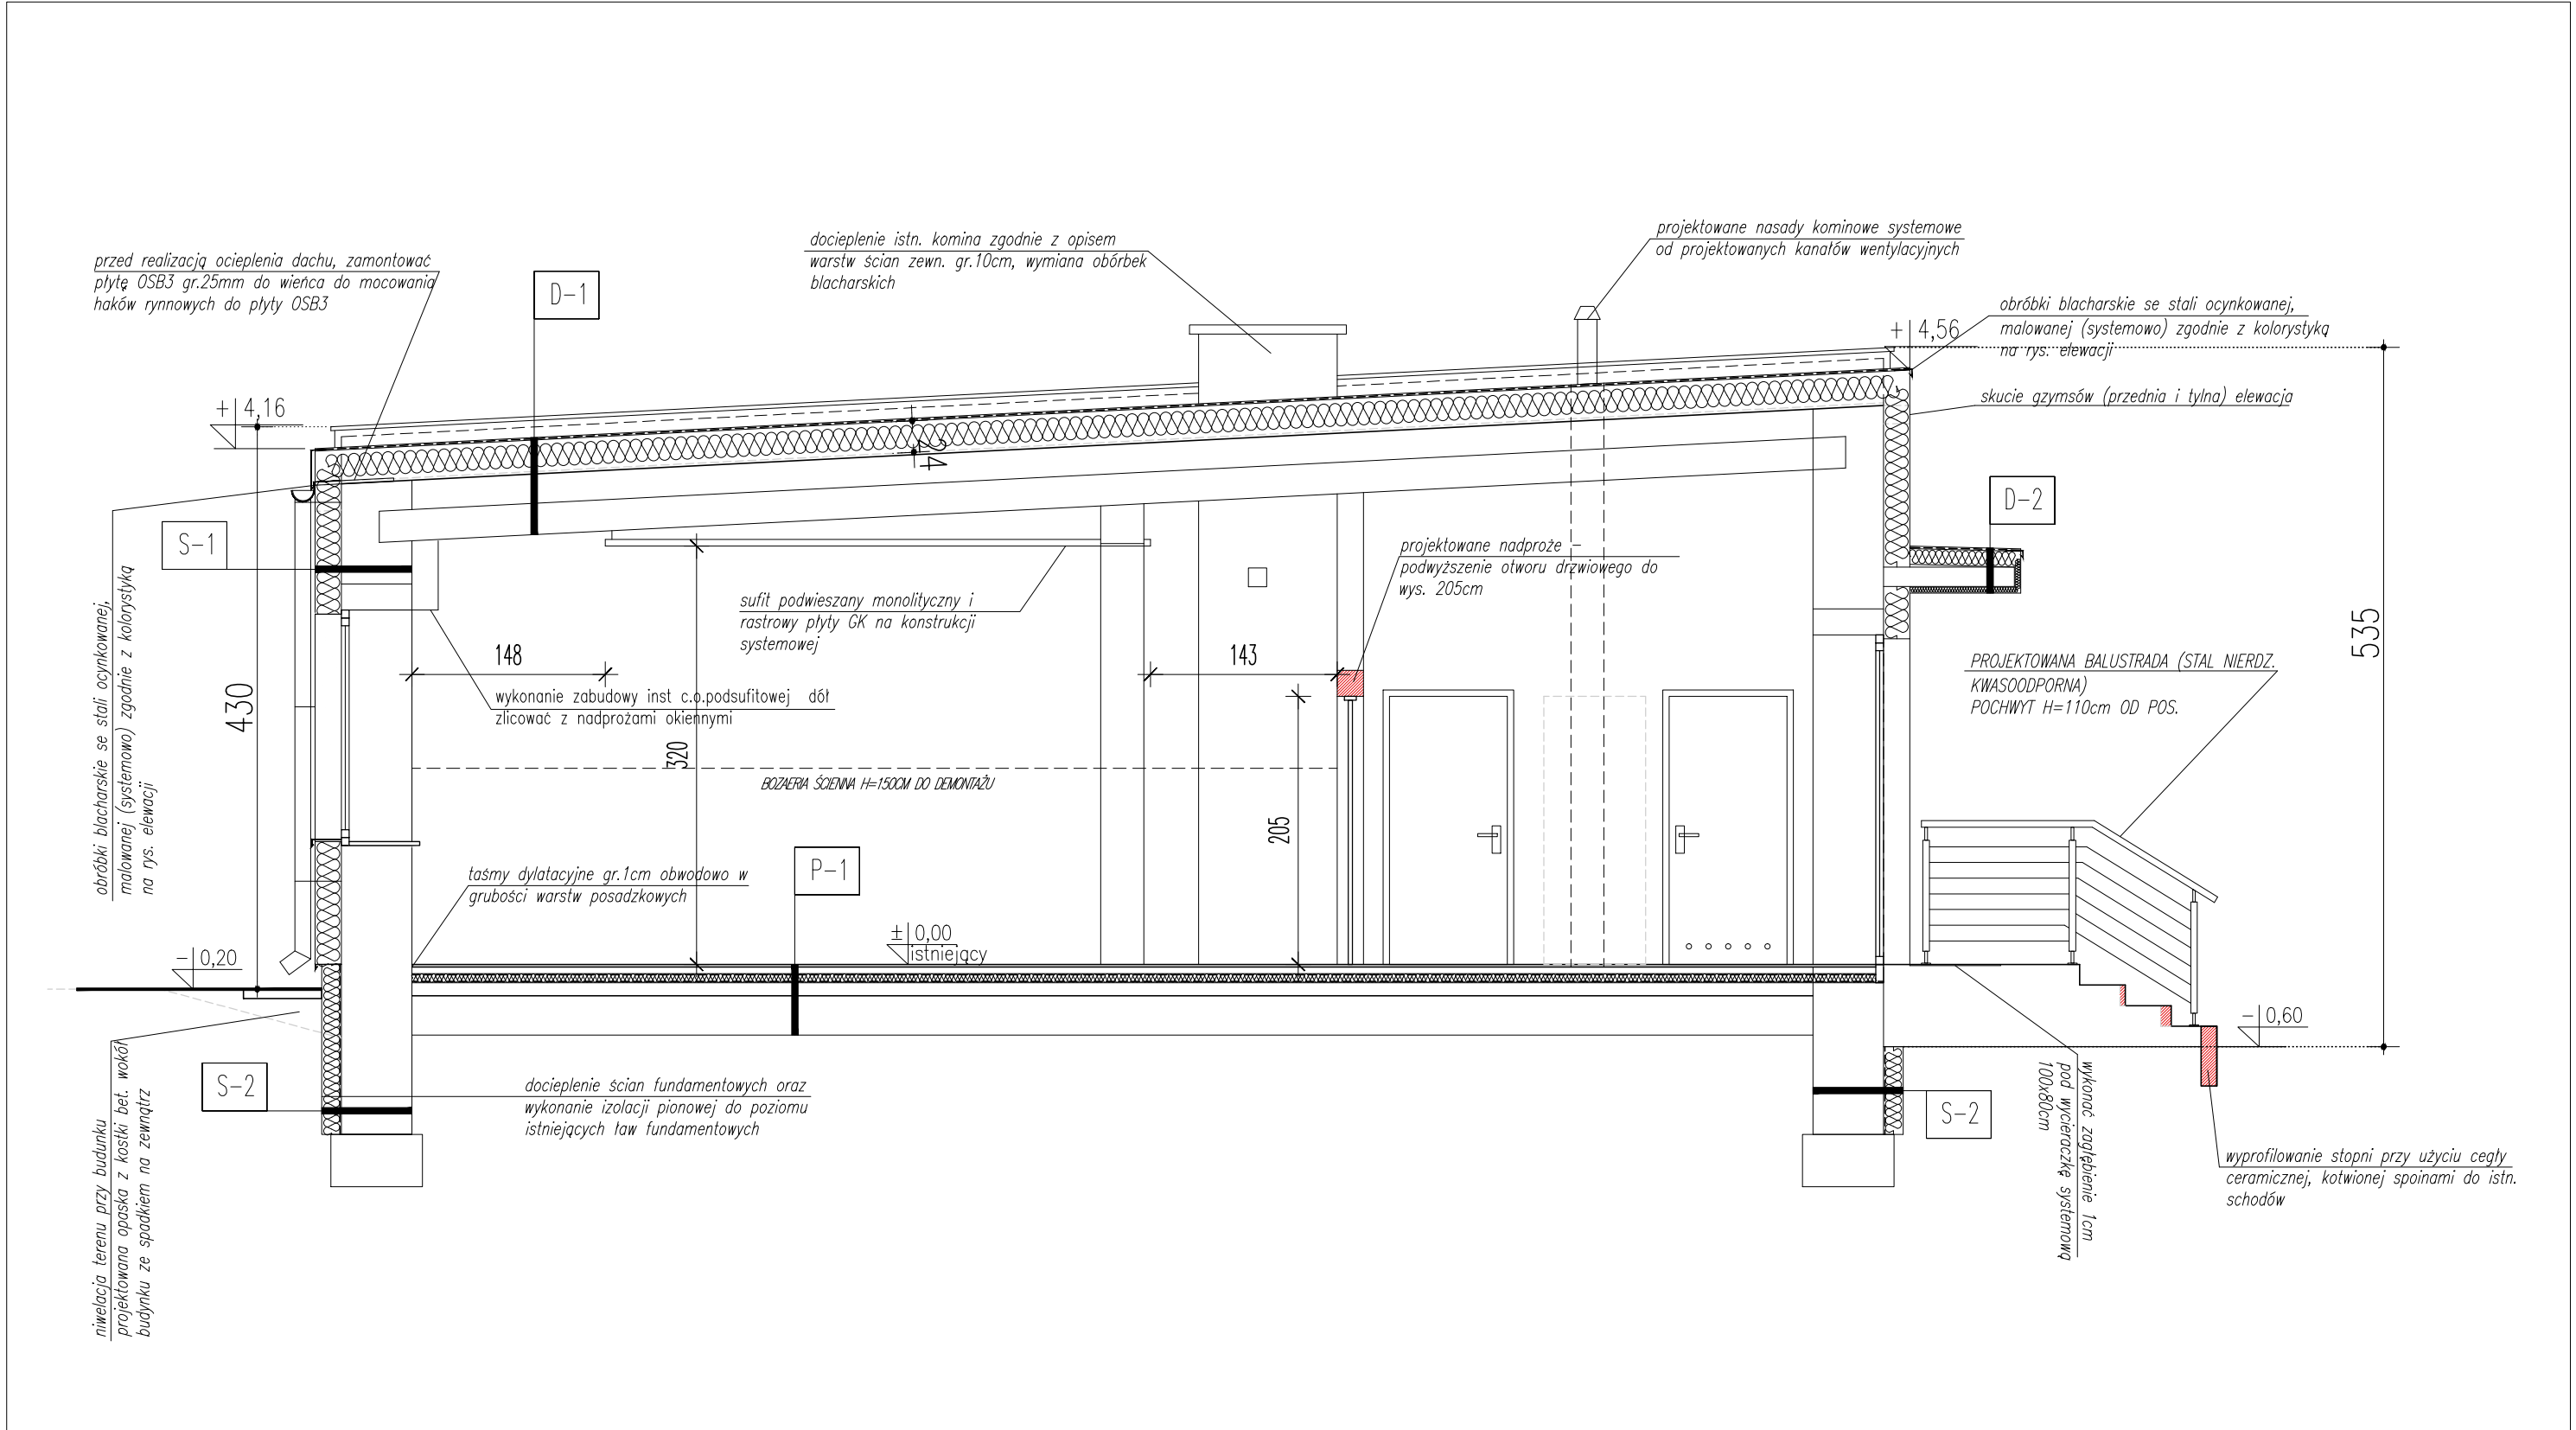 przed realizacją ocieplenia dachu, zamontować
płytę OSB3 gr.25mm do wieńca do mocowania
haków rynnowych do płyty OSB3
D-1
docieplenie istn. komina zgodnie z opisem
warstw ścian zewn. gr.10cm, wymiana obórbek
blacharskich
projektowane nasady kominowe systemowe
od projektowanych kanałów wentylacyjnych
obróbki blacharskie se stali ocynkowanej,
malowanej (systemowo) zgodnie z kolorystyką
na rys. elewacji
+ 4,56
skucie gzymsów (przednia i tylna) elewacja
+ 4,16
24
D-2
S-1
projektowane nadproże -
podwyższenie otworu drzwiowego do
wys. 205cm
sufit podwieszany monolityczny i
rastrowy płyty GK na konstrukcji
systemowej
535
148
143
PROJEKTOWANA BALUSTRADA (STAL NIERDZ.
KWASOODPORNA)
POCHWYT H=110cm OD POS.
430
wykonanie zabudowy inst c.o.podsufitowej dół
zlicować z nadprożami okiennymi
obróbki blacharskie se stali ocynkowanej,
malowanej (systemowo) zgodnie z kolorystyką
na rys. elewacji
320
BOZAERIA ŚCIENNA H=150CM DO DEMONTAŻU
205
taśmy dylatacyjne gr.1cm obwodowo w
grubości warstw posadzkowych
P-1
± 0,00
istniejący
- 0,20
- 0,60
S-2
docieplenie ścian fundamentowych oraz
wykonanie izolacji pionowej do poziomu
istniejących ław fundamentowych
S-2
niwelacja terenu przy budunku
projektowana opaska z kostki bet. wokół
budynku ze spadkiem na zewnątrz
wykonać zagłębienie 1cm
pod wycieraczkę systemową
100x80cm
wyprofilowanie stopni przy użyciu cegły
ceramicznej, kotwionej spoinami do istn.
schodów